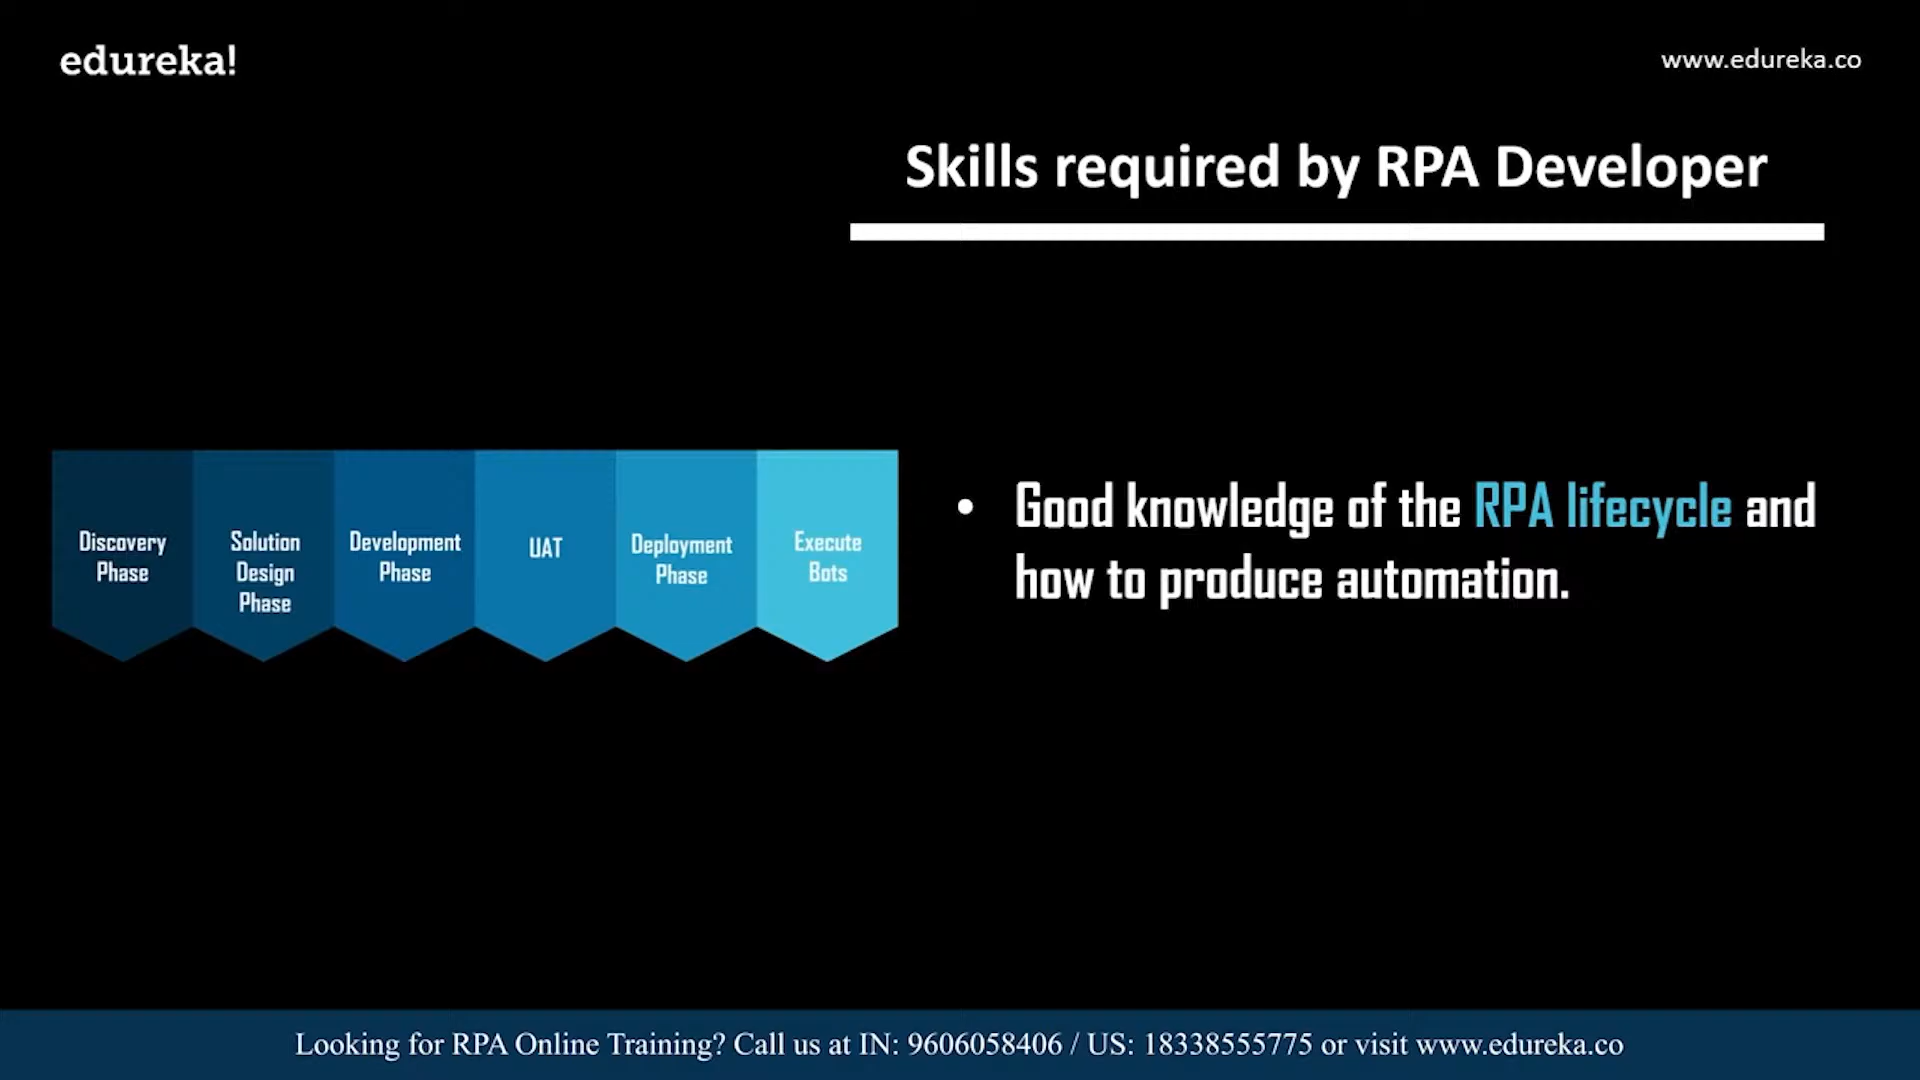 edureka!
www.edureka.co
Skills required by RPA Developer
Discovery
Phase
Solution
Design
Phase
Development
Phase
UAT
Deployment
Phase
Execute
Bots
• Good knowledge of the RPA lifecycle and
how to produce automation.
Looking for RPA Online Training? Call us at IN: 9606058406 / US: 18338555775 or visit www.edureka.co